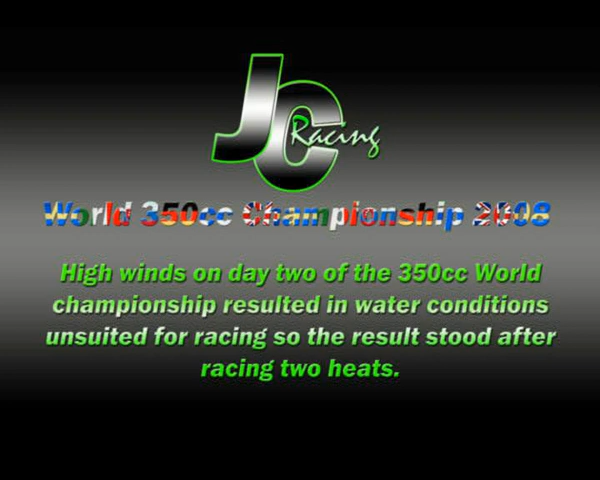 JC Racing
World 350cc Championship 2008
High winds on day two of the 350cc World
championship resulted in water conditions
unsuited for racing so the result stood after
racing two heats.